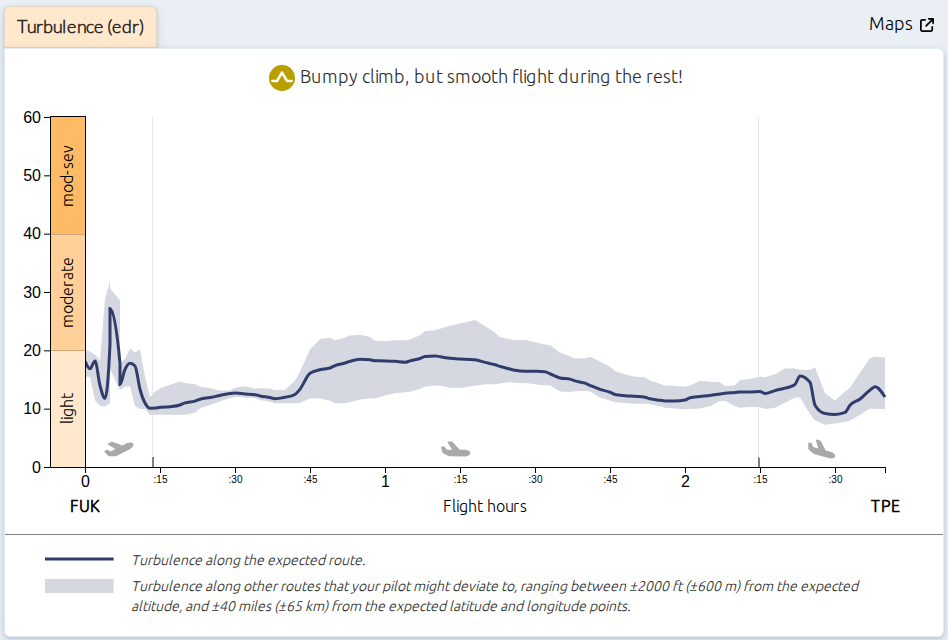 Turbulence (edr)
Maps
Bumpy climb, but smooth flight during the rest!
60
50
40
30
20
10
0
mod-sev
moderate
light
0 :15 :30 :45 1 :15 :30 :45 2 :15 :30
FUK Flight hours TPE
Turbulence along the expected route.
Turbulence along other routes that your pilot might deviate to, ranging between ±2000 ft (±600 m) from the expected
altitude, and ±40 miles (±65 km) from the expected latitude and longitude points.